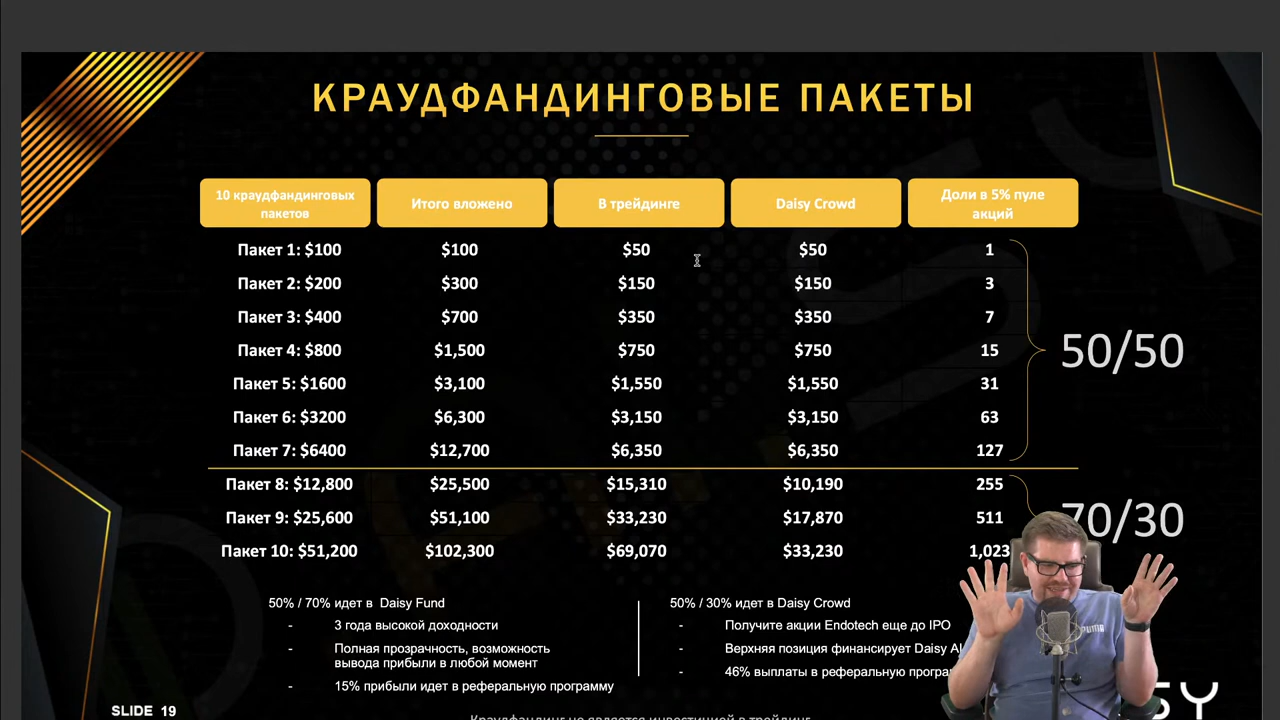 КРАУДФАНДИНГОВЫЕ ПАКЕТЫ
10 краудфандинговых пакетов Итого вложено В трейдинге Daisy Crowd Доли в 5% пуле акций
Пакет 1: $100 $100 $50 $50 1
Пакет 2: $200 $300 $150 $150 3
Пакет 3: $400 $700 $350 $350 7
Пакет 4: $800 $1,500 $750 $750 15
Пакет 5: $1600 $3,100 $1,550 $1,550 31
Пакет 6: $3200 $6,300 $3,150 $3,150 63
Пакет 7: $6400 $12,700 $6,350 $6,350 127
50/50
Пакет 8: $12,800 $25,500 $15,310 $10,190 255
Пакет 9: $25,600 $51,100 $33,230 $17,870 511
Пакет 10: $51,200 $102,300 $69,070 $33,230 1,023
70/30
50% / 70% идет в Daisy Fund
- 3 года высокой доходности
- Полная прозрачность, возможность
вывода прибыли в любой момент
- 15% прибыли идет в реферальную программу
50% / 30% идет в Daisy Crowd
- Получите акции Endotech еще до IPO
- Верхняя позиция финансирует Daisy AI
- 46% выплаты в реферальную
SLIDE 19
Краудфандинг не является инвестицией в трейдинг